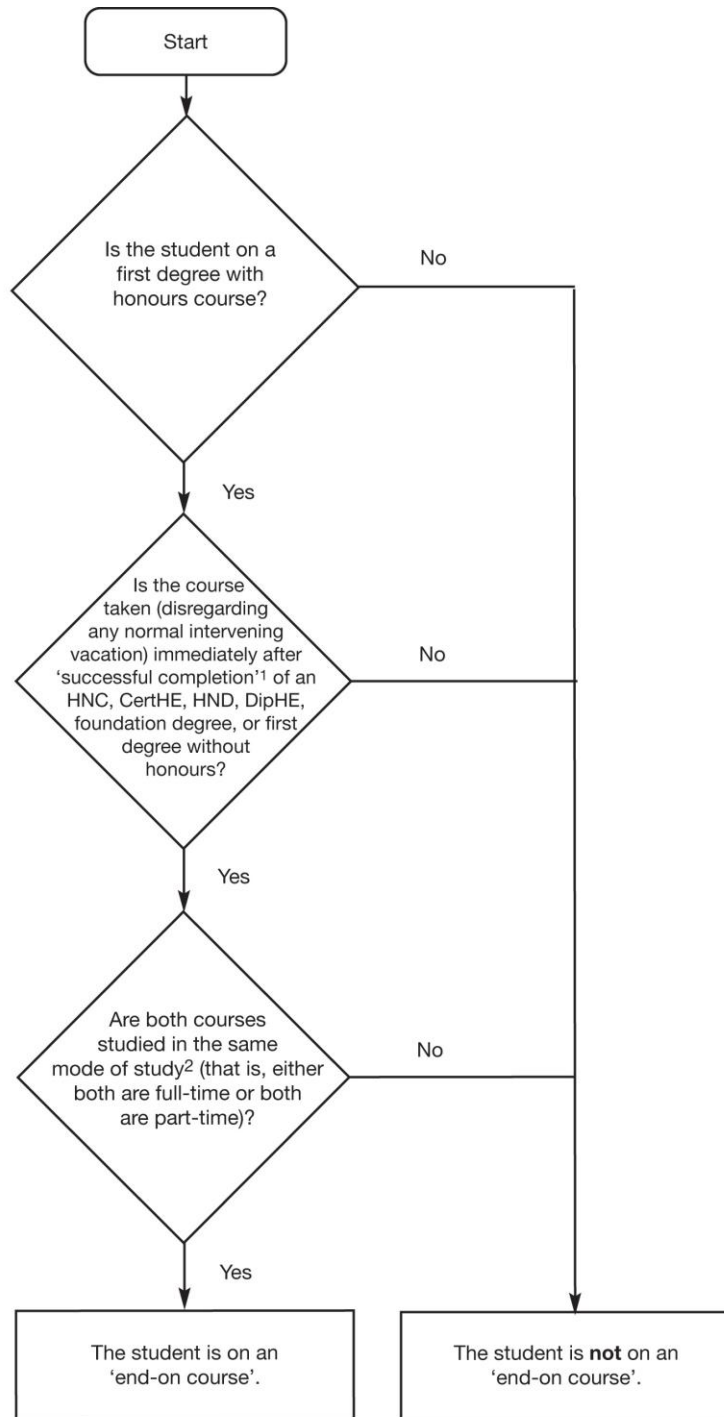 Start
Is the student on a
first degree with
honours course?
No
Yes
Is the course
taken (disregarding
any normal intervening
vacation) immediately after
‘successful completion’¹ of an
HNC, CertHE, HND, DipHE,
foundation degree, or first
degree without
honours?
No
Yes
Are both courses
studied in the same
mode of study² (that is, either
both are full-time or both
are part-time)?
No
Yes
The student is on an
‘end-on course’.
The student is not on an
‘end-on course’.